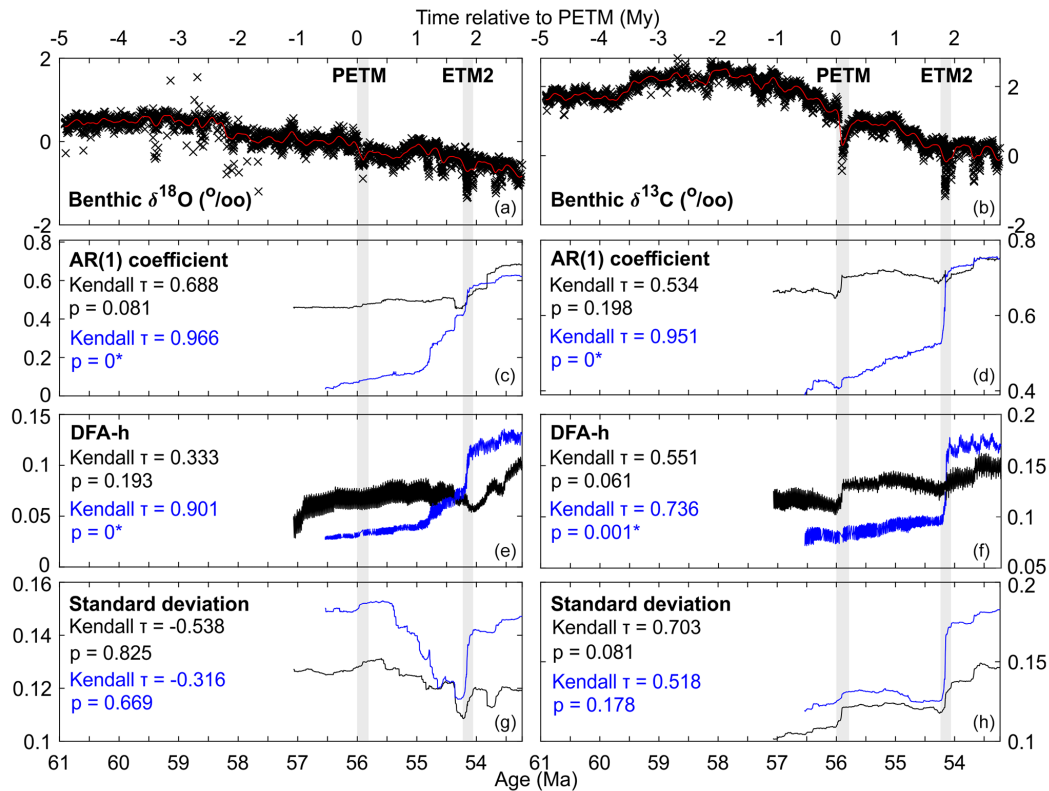 Time relative to PETM (My)
-5 -4 -3 -2 -1 0 1 2
-5 -4 -3 -2 -1 0 1 2
2
0
-2
PETM
ETM2
Benthic δ18O (o/oo)
(a)
PETM
ETM2
Benthic δ13C (o/oo)
(b)
2
0
-2
0.8
0.6
0.4
0.2
0
AR(1) coefficient
Kendall τ = 0.688
p = 0.081
Kendall τ = 0.966
p = 0*
(c)
AR(1) coefficient
Kendall τ = 0.534
p = 0.198
Kendall τ = 0.951
p = 0*
(d)
0.8
0.6
0.4
0.15
0.1
0.05
0
DFA-h
Kendall τ = 0.333
p = 0.193
Kendall τ = 0.901
p = 0*
(e)
DFA-h
Kendall τ = 0.551
p = 0.061
Kendall τ = 0.736
p = 0.001*
(f)
0.2
0.15
0.1
0.05
0.16
0.14
0.12
0.1
Standard deviation
Kendall τ = -0.538
p = 0.825
Kendall τ = -0.316
p = 0.669
(g)
Standard deviation
Kendall τ = 0.703
p = 0.081
Kendall τ = 0.518
p = 0.178
(h)
0.2
0.15
0.1
61 60 59 58 57 56 55 54
61 60 59 58 57 56 55 54
Age (Ma)